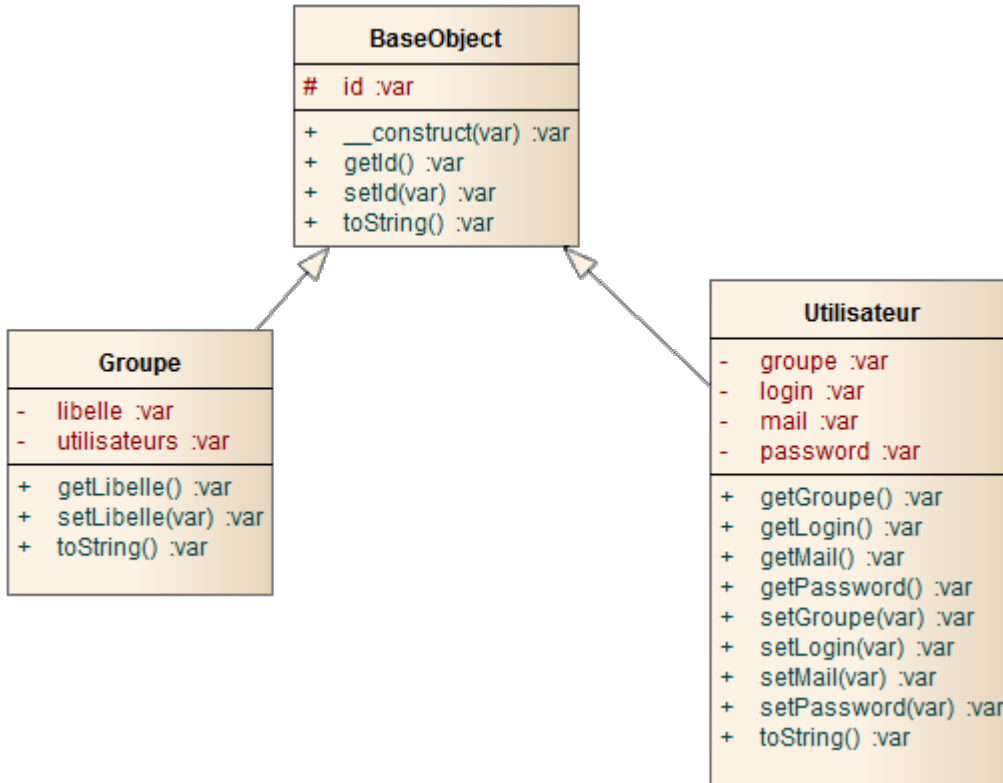 BaseObject
# id :var
+ __construct(var) :var
+ getId() :var
+ setId(var) :var
+ toString() :var
Groupe
- libelle :var
- utilisateurs :var
+ getLibelle() :var
+ setLibelle(var) :var
+ toString() :var
Utilisateur
- groupe :var
- login :var
- mail :var
- password :var
+ getGroupe() :var
+ getLogin() :var
+ getMail() :var
+ getPassword() :var
+ setGroupe(var) :var
+ setLogin(var) :var
+ setMail(var) :var
+ setPassword(var) :var
+ toString() :var